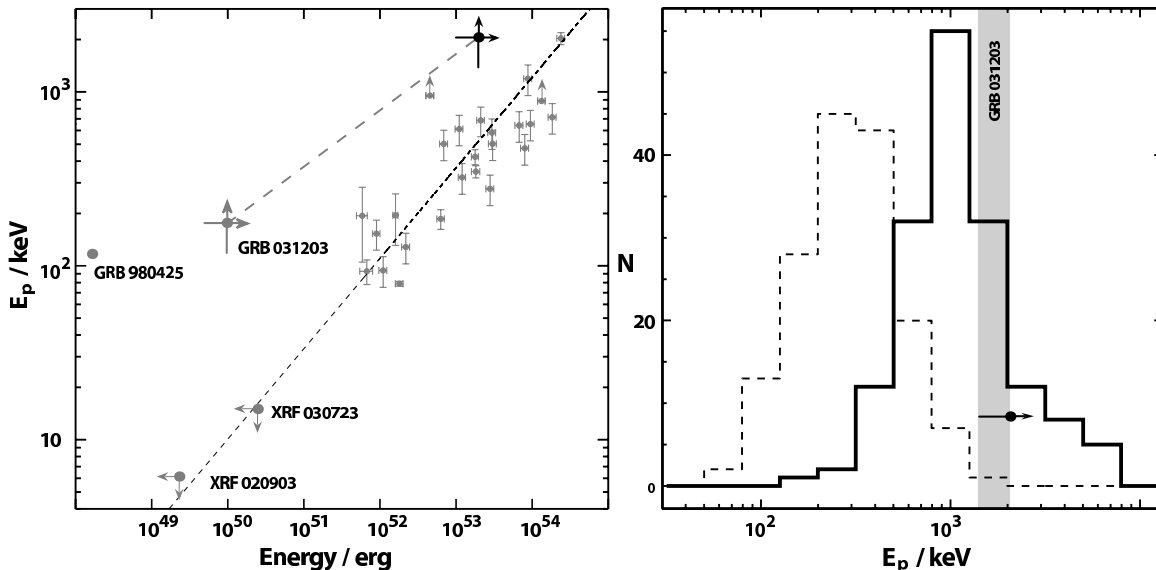 10³
10²
10
E_p / keV
GRB 031203
GRB 980425
XRF 030723
XRF 020903
10⁴⁹ 10⁵⁰ 10⁵¹ 10⁵² 10⁵³ 10⁵⁴
Energy / erg
N
40
20
0
GRB 031203
10² 10³
E_p / keV